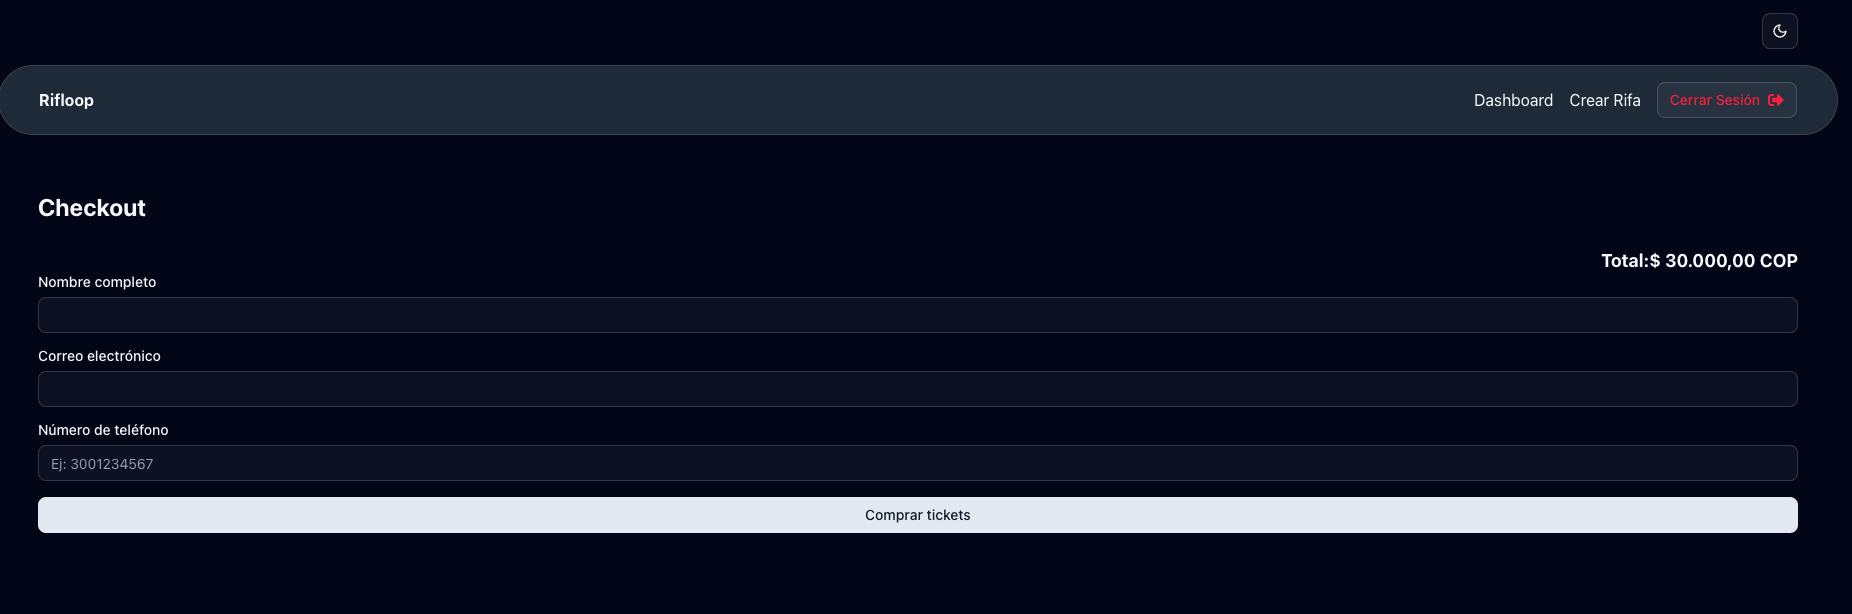 Rifloop
Dashboard Crear Rifa Cerrar Sesión
Checkout
Total:$ 30.000,00 COP
Nombre completo
Correo electrónico
Número de teléfono
Ej: 3001234567
Comprar tickets